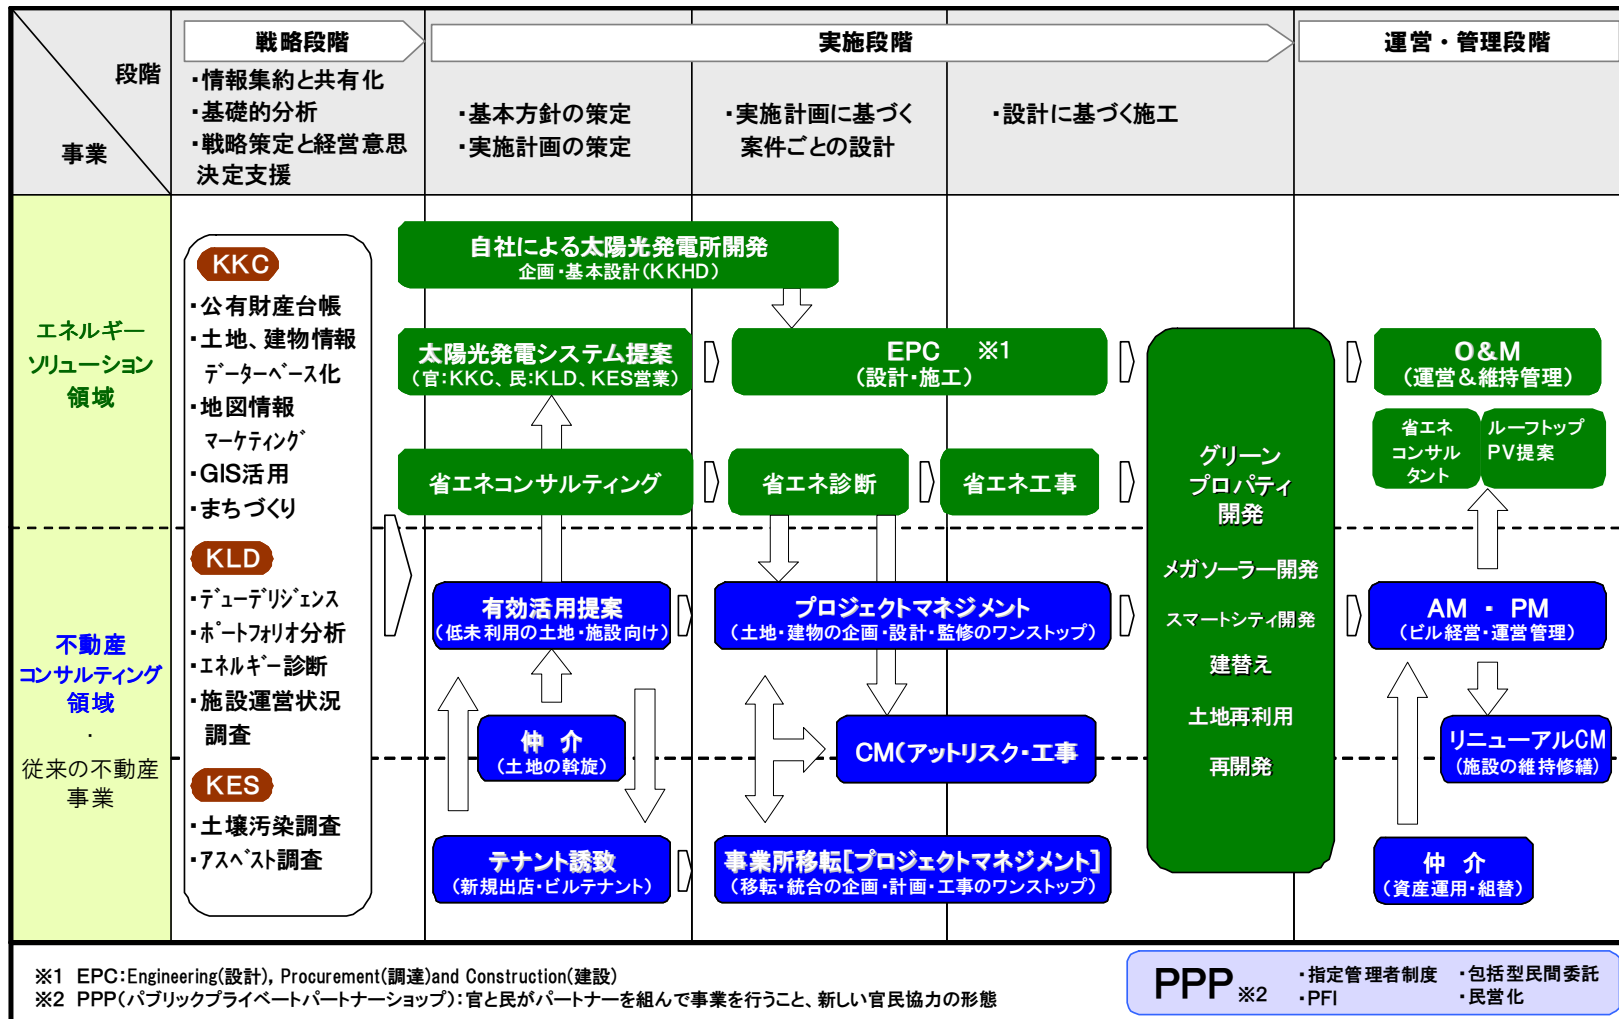 段階
事業
戦略段階
・情報集約と共有化
・基礎的分析
・戦略策定と経営意思
決定支援
実施段階
・基本方針の策定
・実施計画の策定
・実施計画に基づく
案件ごとの設計
・設計に基づく施工
運営・管理段階
エネルギー
ソリューション
領域
不動産
コンサルティング
領域
・
従来の不動産
事業
KKC
・公有財産台帳
・土地、建物情報
データーベース化
・地図情報
マーケティング
・GIS活用
・まちづくり
KLD
・デューデリジェンス
・ポートフォリオ分析
・エネルギー診断
・施設運営状況
調査
KES
・土壌汚染調査
・アスベスト調査
自社による太陽光発電所開発
企画・基本設計(KKHD)
太陽光発電システム提案
(官:KKC、民:KLD、KES営業)
EPC ※1
(設計・施工)
省エネコンサルティング
省エネ診断
省エネ工事
有効活用提案
(低未利用の土地・施設向け)
プロジェクトマネジメント
(土地・建物の企画・設計・監修のワンストップ)
仲 介
(土地の斡旋)
CM(アットリスク・工事
テナント誘致
(新規出店・ビルテナント)
事業所移転[プロジェクトマネジメント]
(移転・統合の企画・計画・工事のワンストップ)
グリーン
プロパティ
開発
メガソーラー開発
スマートシティ開発
建替え
土地再利用
再開発
O&M
(運営&維持管理)
省エネ
コンサル
タント
ルーフトップ
PV提案
AM ・ PM
(ビル経営・運営管理)
リニューアルCM
(施設の維持修繕)
仲 介
(資産運用・組替)
※1 EPC:Engineering(設計), Procurement(調達)and Construction(建設)
※2 PPP(パブリックプライベートパートナーショップ):官と民がパートナーを組んで事業を行うこと、新しい官民協力の形態
PPP※2
・指定管理者制度
・PFI
・包括型民間委託
・民営化